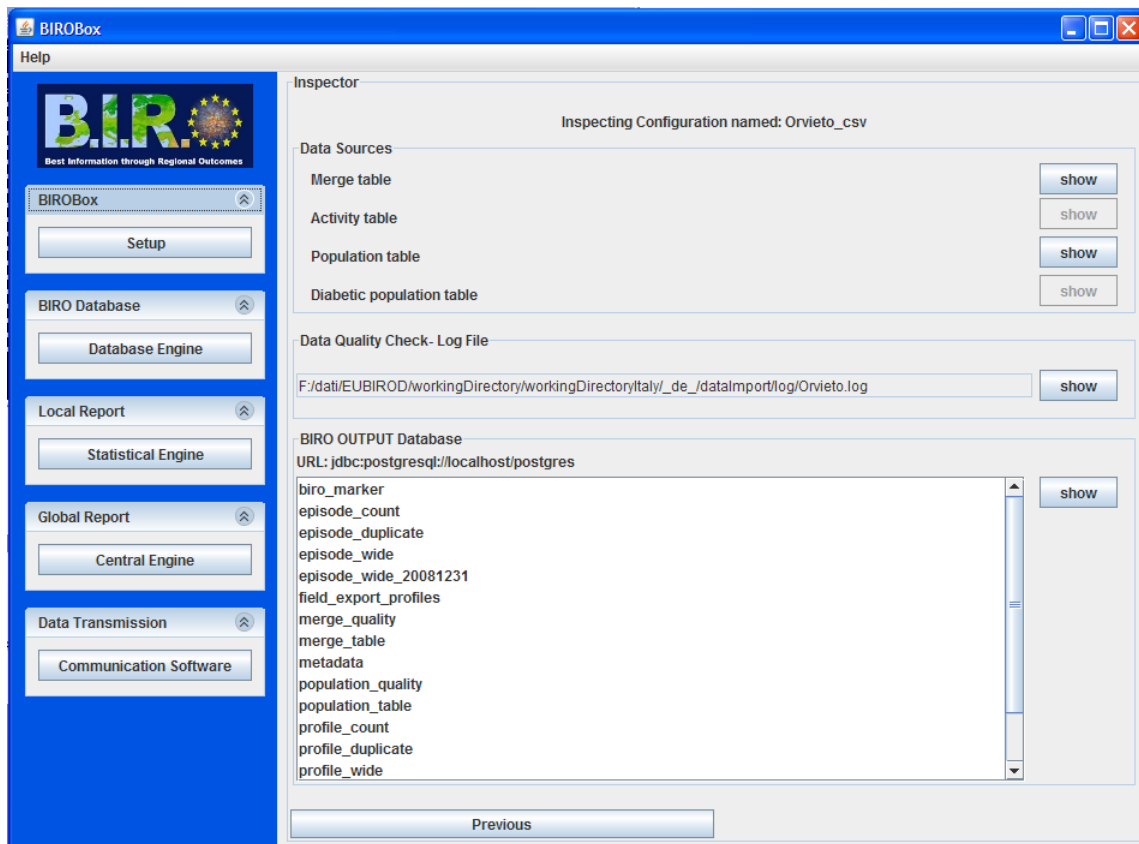 BIROBox
Help
B.I.R.O
Best Information through Regional Outcomes
BIROBox
Setup
BIRO Database
Database Engine
Local Report
Statistical Engine
Global Report
Central Engine
Data Transmission
Communication Software
Inspector
Inspecting Configuration named: Orvieto_csv
Data Sources
Merge table show
Activity table show
Population table show
Diabetic population table show
Data Quality Check- Log File
F:/dati/EUBIROD/workingDirectory/workingDirectoryItaly/_de_/dataImport/log/Orvieto.log show
BIRO OUTPUT Database
URL: jdbc:postgresql://localhost/postgres
biro_marker show
episode_count
episode_duplicate
episode_wide
episode_wide_20081231
field_export_profiles
merge_quality
merge_table
metadata
population_quality
population_table
profile_count
profile_duplicate
profile_wide
Previous